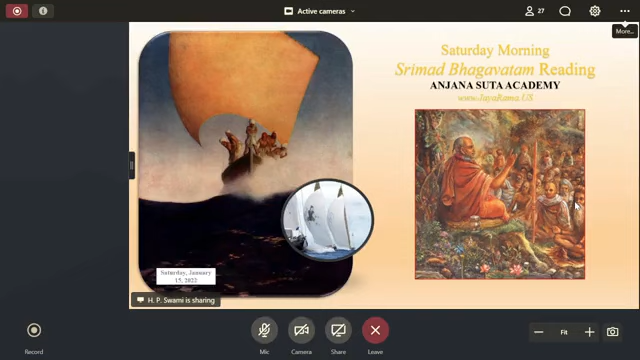 Active cameras
27
More...
Saturday Morning
Srimad Bhagavatam Reading
ANJANA SUTA ACADEMY
www.JayaRama.US
Saturday, January
15, 2022
H. P. Swami is sharing
Record
Mic
Camera
Share
Leave
Fit